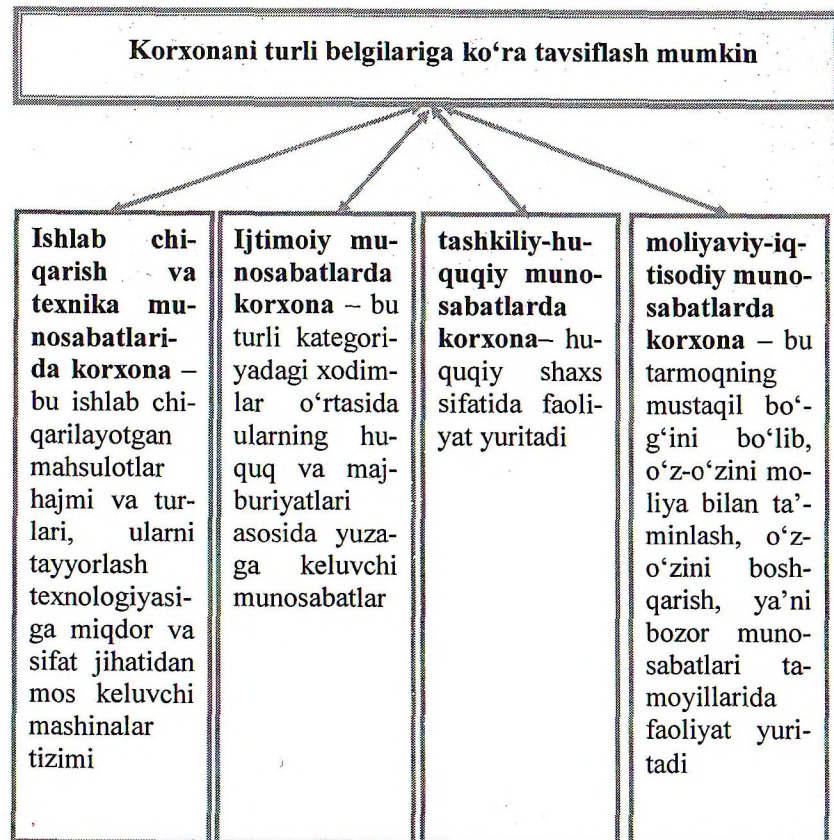 Korxonani turli belgilariga ko‘ra tavsiflash mumkin
Ishlab chi-
qarish va
texnika mu-
nosabatlari-
da korxona –
bu ishlab chi-
qarilayotgan
mahsulotlar
hajmi va tur-
lari, ularni
tayyorlash
texnologiyasi-
ga miqdor va
sifat jihatidan
mos keluvchi
mashinalar
tizimi
Ijtimoiy mu-
nosabatlarda
korxona – bu
turli kategori-
yadagi xodim-
lar o‘rtasida
ularning hu-
quq va maj-
buriyatlari
asosida yuza-
ga keluvchi
munosabatlar
tashkiliy-hu-
quqiy muno-
sabatlarda
korxona– hu-
quqiy shaxs
sifatida faoli-
yat yuritadi
moliyaviy-iq-
tisodiy muno-
sabatlarda
korxona – bu
tarmoqning
mustaqil bo‘-
g‘ini bo‘lib,
o‘z-o‘zini mo-
liya bilan ta’-
minlash, o‘z-
o‘zini bosh-
qarish, ya’ni
bozor muno-
sabatlari ta-
moyillarida
faoliyat yuri-
tadi